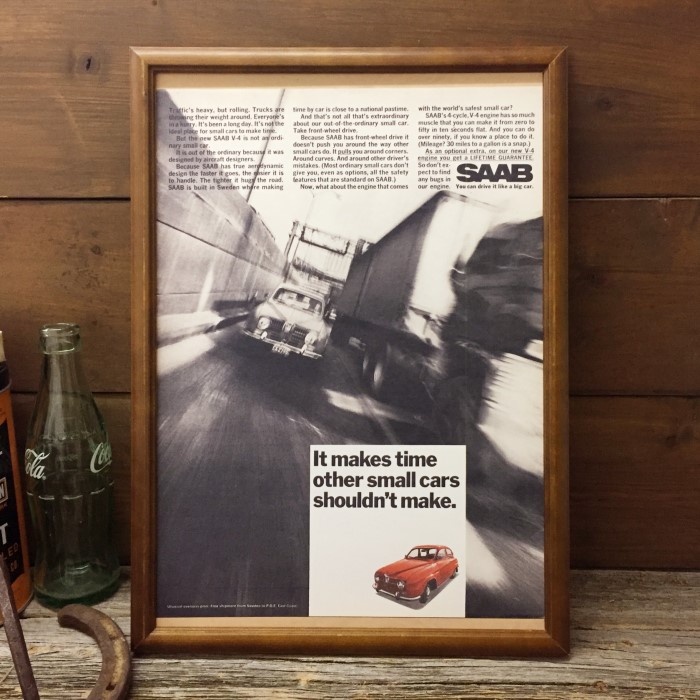 Traffic's heavy, but rolling. Trucks are
throwing their weight around. Everyone's
in a hurry. It's been a long day. It's not the
ideal place for small cars to make time.
But the new SAAB V-4 is not an ordi-
nary small car.
It is out of the ordinary because it was
designed by aircraft designers.
Because SAAB has true aerodynamic
design the faster it goes, the easier it is
to handle. The tighter it hugs the road.
SAAB is built in Sweden where making
time by car is close to a national pastime.
And that's not all that's extraordinary
about our out-of-the-ordinary small car.
Take front-wheel drive.
Because SAAB has front-wheel drive it
doesn't push you around the way other
small cars do. It pulls you around corners.
Around curves. And around other driver's
mistakes. (Most ordinary small cars don't
give you, even as options, all the safety
features that are standard on SAAB.)
Now, what about the engine that comes
with the world's safest small car?
SAAB's 4-cycle, V-4 engine has so much
muscle that you can make it from zero to
fifty in ten seconds flat. And you can do
over ninety, if you know a place to do it.
(Mileage? 30 miles to a gallon is a snap.)
As an optional extra, on our new V-4
engine you get a LIFETIME GUARANTEE.
So don't ex-
pect to find
any bugs in
our engine.
SAAB
You can drive it like a big car.
It makes time
other small cars
shouldn't make.
Coca-Cola